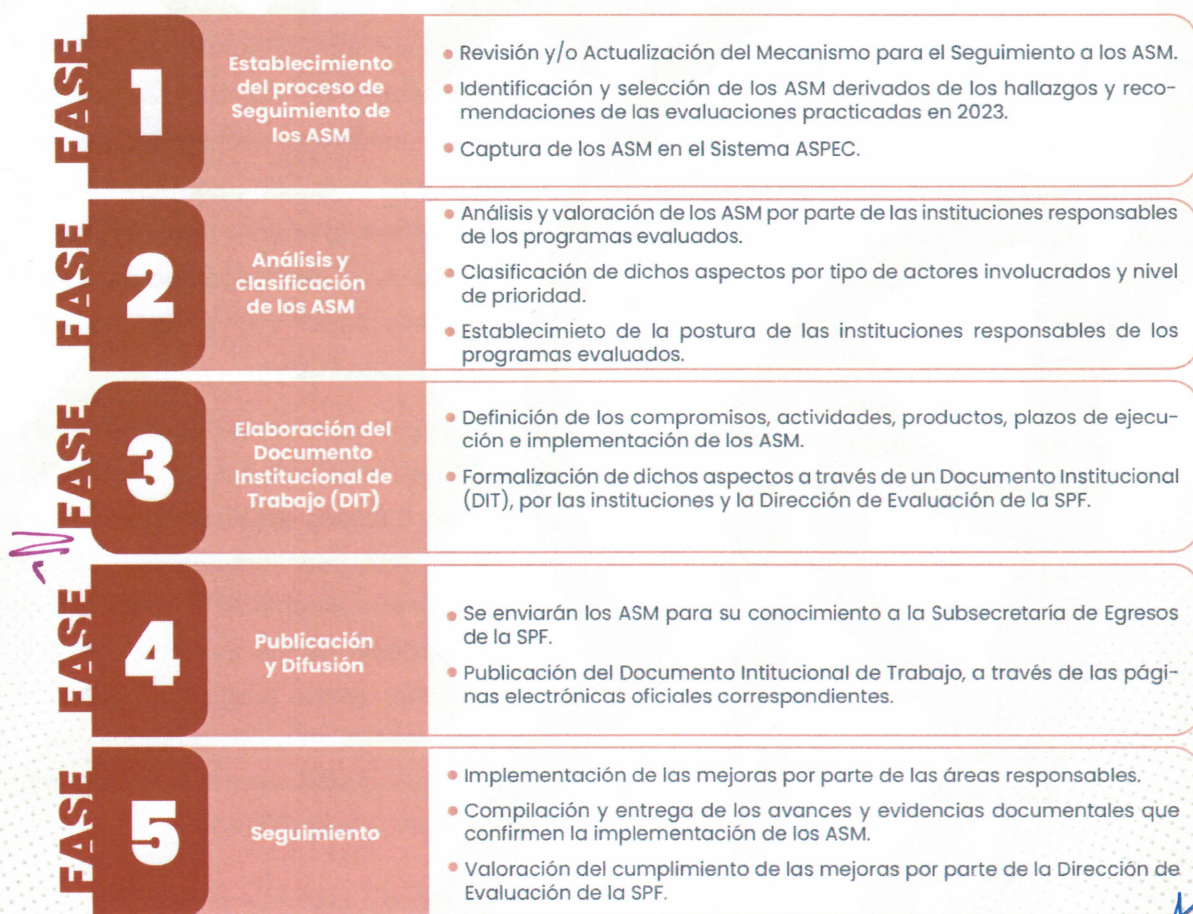 FASE
1
Establecimiento
del proceso de
Seguimiento de
los ASM
• Revisión y/o Actualización del Mecanismo para el Seguimiento a los ASM.
• Identificación y selección de los ASM derivados de los hallazgos y reco-
mendaciones de las evaluaciones practicadas en 2023.
• Captura de los ASM en el Sistema ASPEC.
FASE
2
Análisis y
clasificación
de los ASM
• Análisis y valoración de los ASM por parte de las instituciones responsables
de los programas evaluados.
• Clasificación de dichos aspectos por tipo de actores involucrados y nivel
de prioridad.
• Establecimieto de la postura de las instituciones responsables de los
programas evaluados.
FASE
3
Elaboración del
Documento
Institucional de
Trabajo (DIT)
• Definición de los compromisos, actividades, productos, plazos de ejecu-
ción e implementación de los ASM.
• Formalización de dichos aspectos a través de un Documento Institucional
(DIT), por las instituciones y la Dirección de Evaluación de la SPF.
FASE
4
Publicación
y Difusión
• Se enviarán los ASM para su conocimiento a la Subsecretaría de Egresos
de la SPF.
• Publicación del Documento Intitucional de Trabajo, a través de las pági-
nas electrónicas oficiales correspondientes.
FASE
5
Seguimiento
• Implementación de las mejoras por parte de las áreas responsables.
• Compilación y entrega de los avances y evidencias documentales que
confirmen la implementación de los ASM.
• Valoración del cumplimiento de las mejoras por parte de la Dirección de
Evaluación de la SPF.